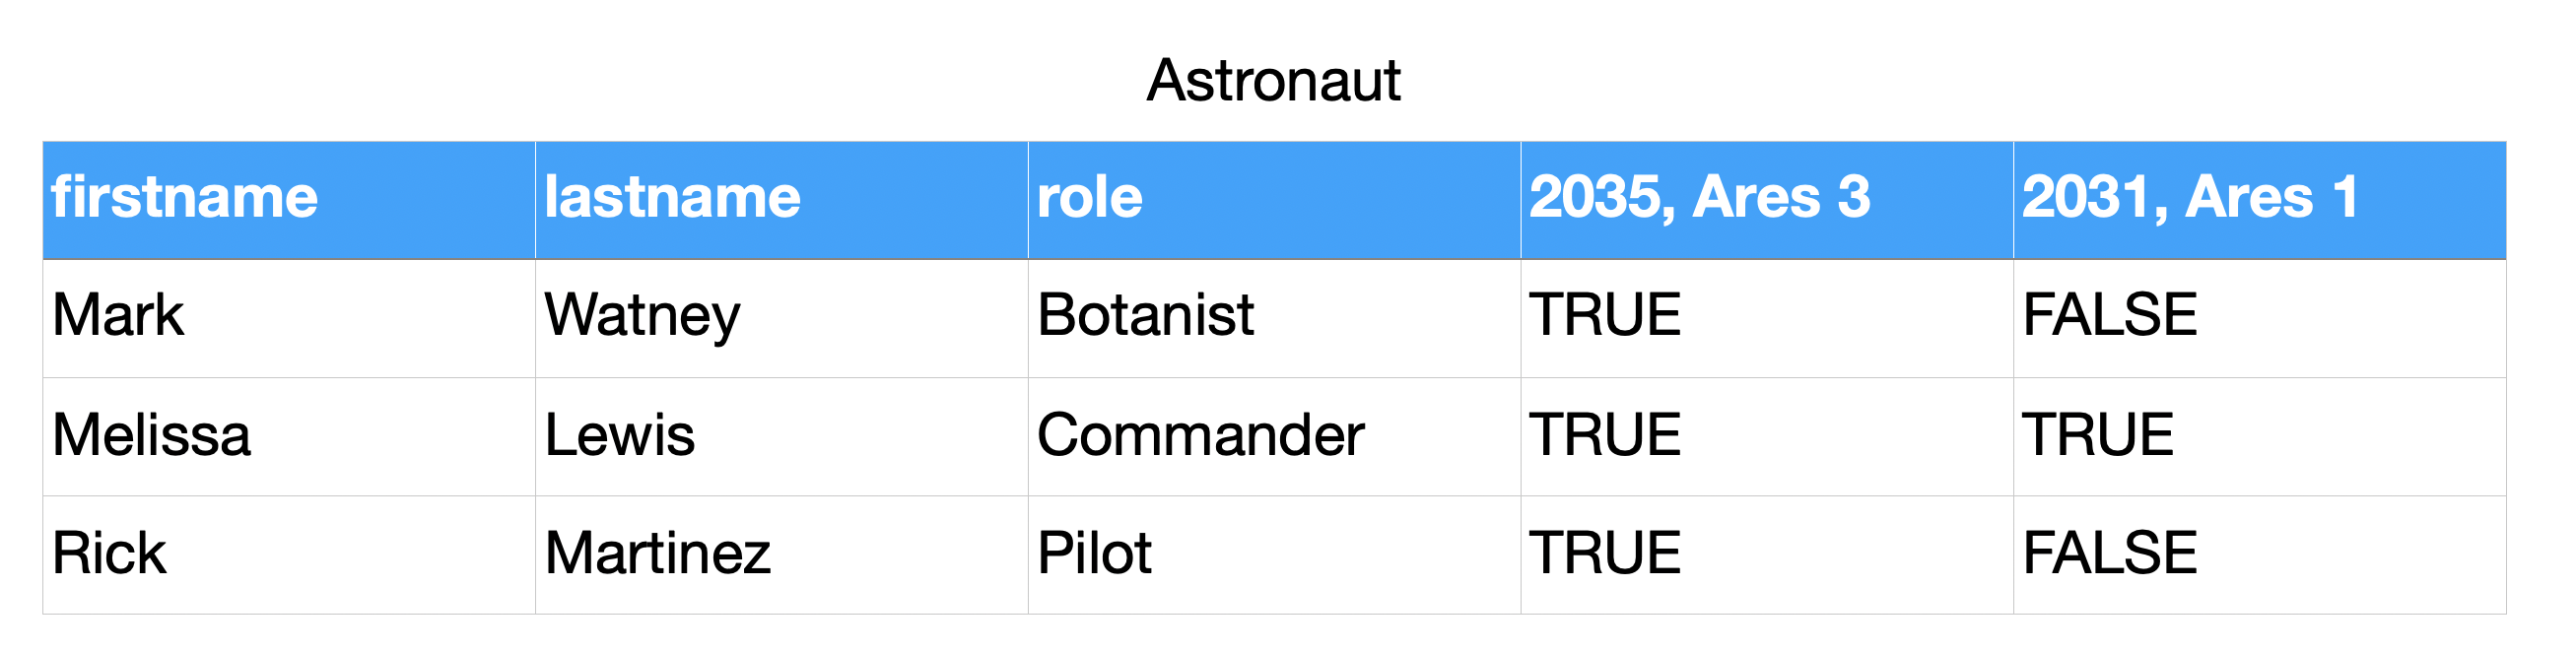 Astronaut
firstname lastname role 2035, Ares 3 2031, Ares 1
Mark Watney Botanist TRUE FALSE
Melissa Lewis Commander TRUE TRUE
Rick Martinez Pilot TRUE FALSE